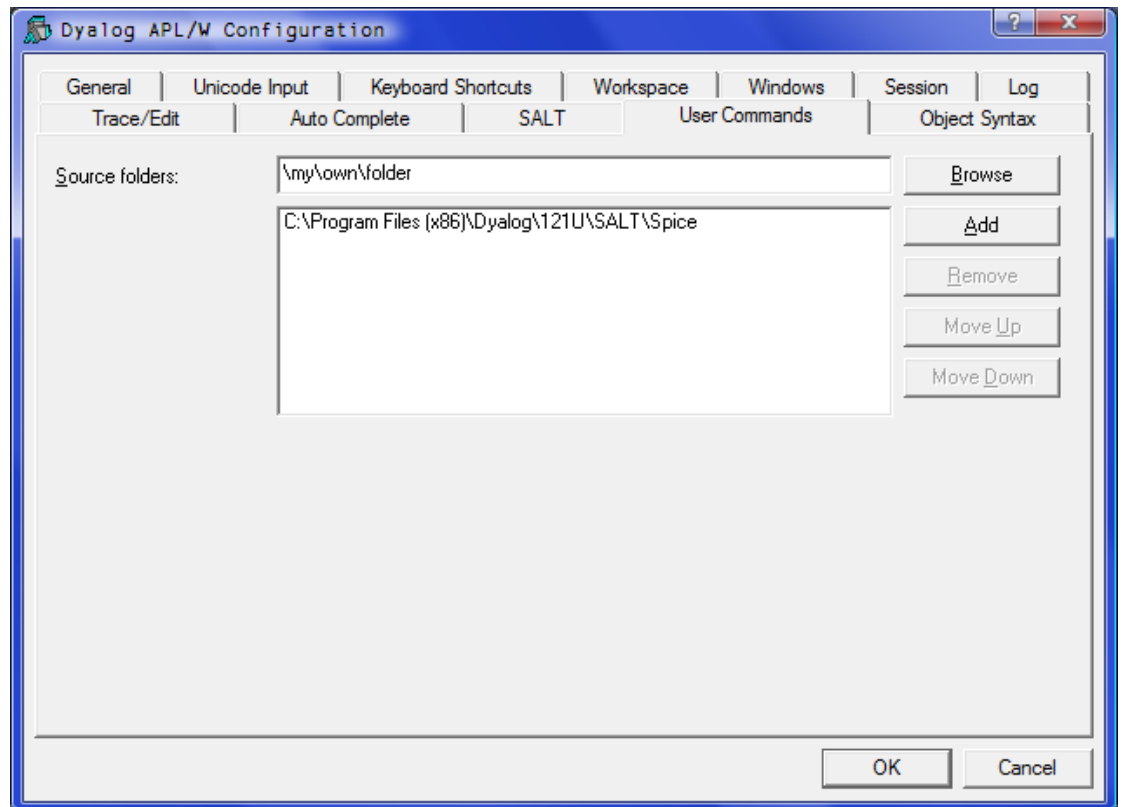 Dyalog APL/W Configuration
General Unicode Input Keyboard Shortcuts Workspace Windows Session Log
Trace/Edit Auto Complete SALT User Commands Object Syntax
Source folders: \my\own\folder Browse
C:\Program Files (x86)\Dyalog\121U\SALT\Spice Add
Remove
Move Up
Move Down
OK Cancel